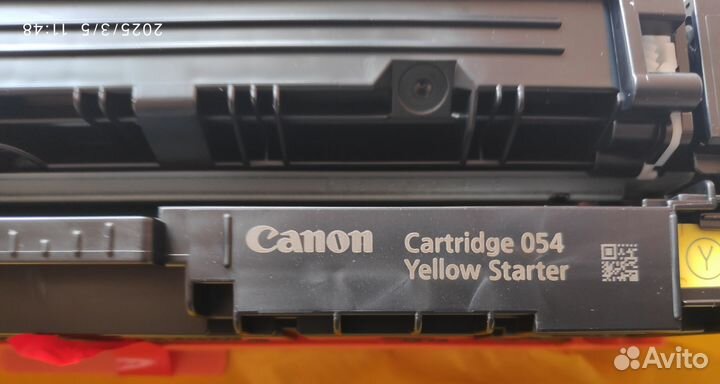 2025/3/5 11:48
Canon
Cartridge 054
Yellow Starter
Y
Avito